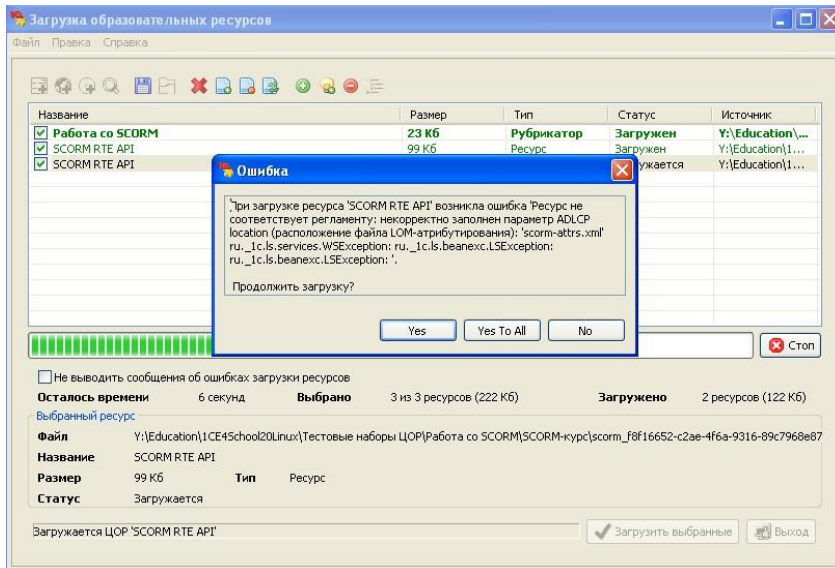 Загрузка образовательных ресурсов
Файл Правка Справка
Название Размер Тип Статус Источник
Работа со SCORM 23 Кб Рубрикатор Загружен Y:\Education\...
SCORM RTE API 99 Кб Ресурс Загружен Y:\Education\1...
SCORM RTE API ужается Y:\Education\1...
Ошибка
При загрузке ресурса 'SCORM RTE API' возникла ошибка 'Ресурс не
соответствует регламенту: некорректно заполнен параметр ADLCP
location (расположение файла LOM-атрибутирования): 'scorm-attrs.xml'
ru._1c.ls.services.WSException: ru._1c.ls.beanexc.LSException:
ru._1c.ls.beanexc.LSException: '.
Продолжить загрузку?
Yes Yes To All No
Стоп
Не выводить сообщения об ошибках загрузки ресурсов
Осталось времени 6 секунд Выбрано 3 из 3 ресурсов (222 Кб) Загружено 2 ресурсов (122 Кб)
Выбранный ресурс
Файл Y:\Education\1CE4School20Linux\Тестовые наборы ЦОР\Работа со SCORM\SCORM-курс\scorm_f8f16652-c2ae-4f6a-9316-89c7968e87
Название SCORM RTE API
Размер 99 Кб Тип Ресурс
Статус Загружается
Загружается ЦОР 'SCORM RTE API' Загрузить выбранные Выход